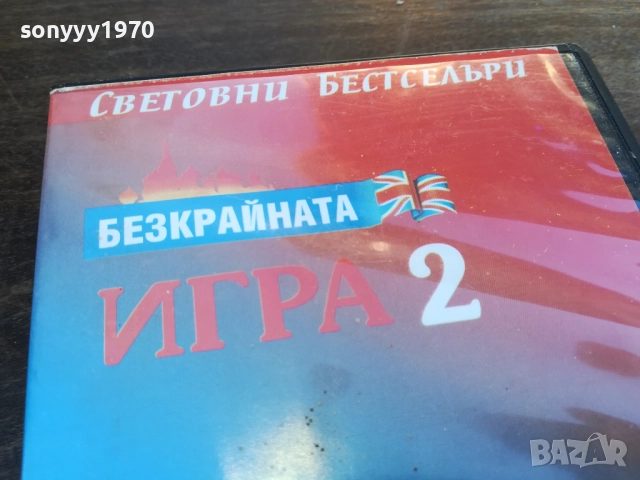 sonyyy1970
СВЕТОВНИ БЕСТСЕЛЪРИ
БЕЗКРАЙНАТА
ИГРА 2
BAZAR